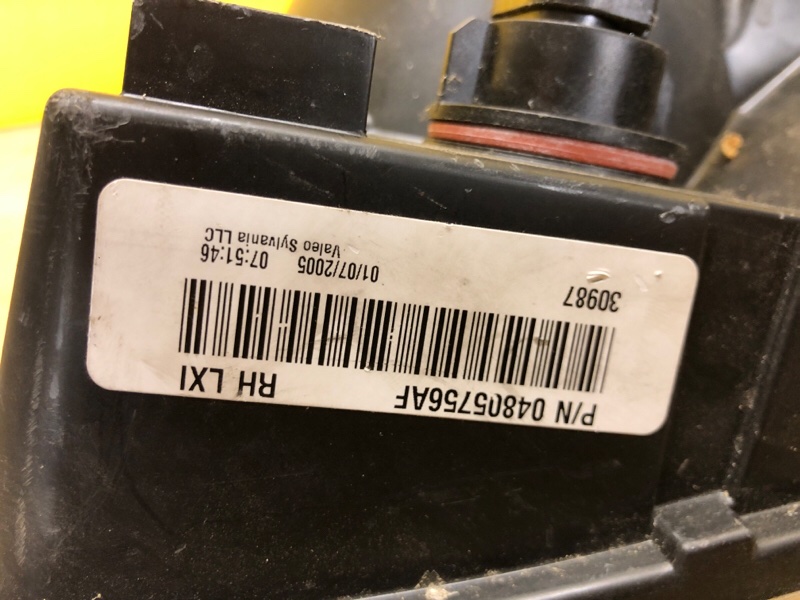 P/N 04805756AF RH LXI
30987 01/07/2005 07:51:46
Valeo Sylvania LLC